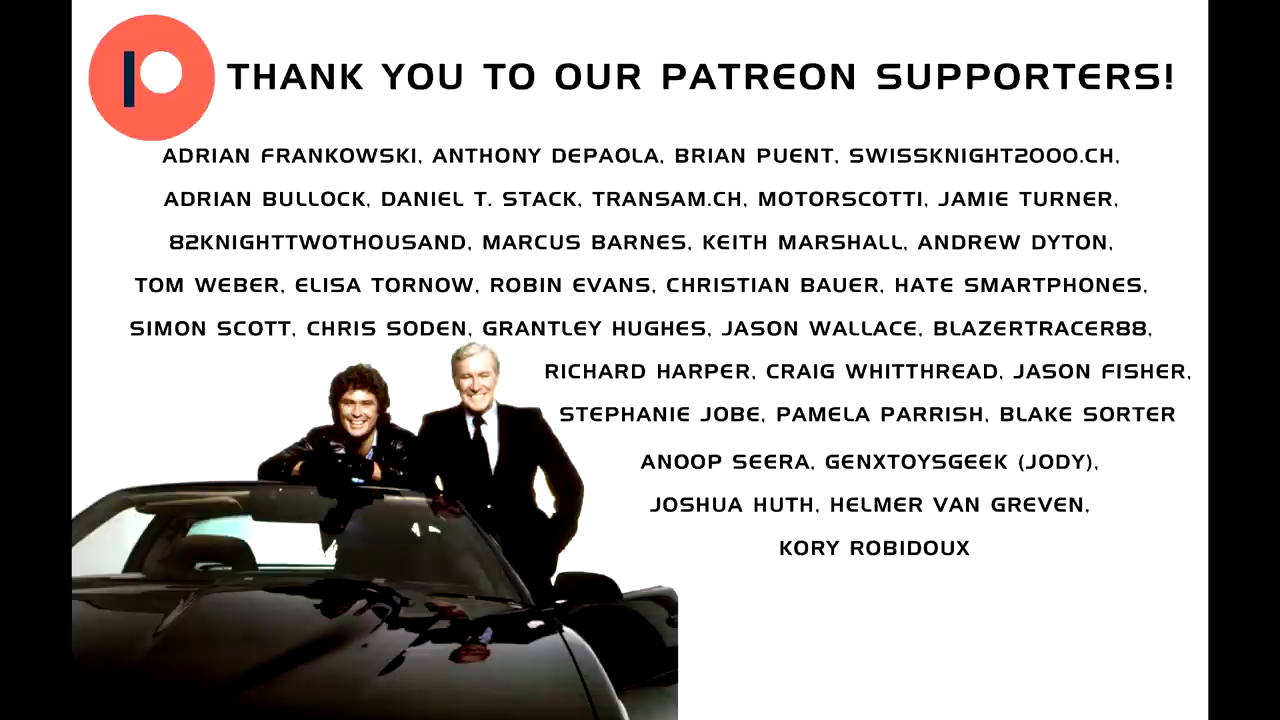 THANK YOU TO OUR PATREON SUPPORTERS!
ADRIAN FRANKOWSKI, ANTHONY DEPAOLA, BRIAN PUENT, SWISSKNIGHT2000.CH,
ADRIAN BULLOCK, DANIEL T. STACK, TRANSAM.CH, MOTORSCOTTI, JAMIE TURNER,
82KNIGHTTWOTHOUSAND, MARCUS BARNES, KEITH MARSHALL, ANDREW DYTON,
TOM WEBER, ELISA TORNOW, ROBIN EVANS, CHRISTIAN BAUER, HATE SMARTPHONES,
SIMON SCOTT, CHRIS SODEN, GRANTLEY HUGHES, JASON WALLACE, BLAZERTRACER88,
RICHARD HARPER, CRAIG WHITTHREAD, JASON FISHER,
STEPHANIE JOBE, PAMELA PARRISH, BLAKE SORTER
ANOOP SEERA, GENXTOYSGEEK (JODY),
JOSHUA HUTH, HELMER VAN GREVEN,
KORY ROBIDOUX